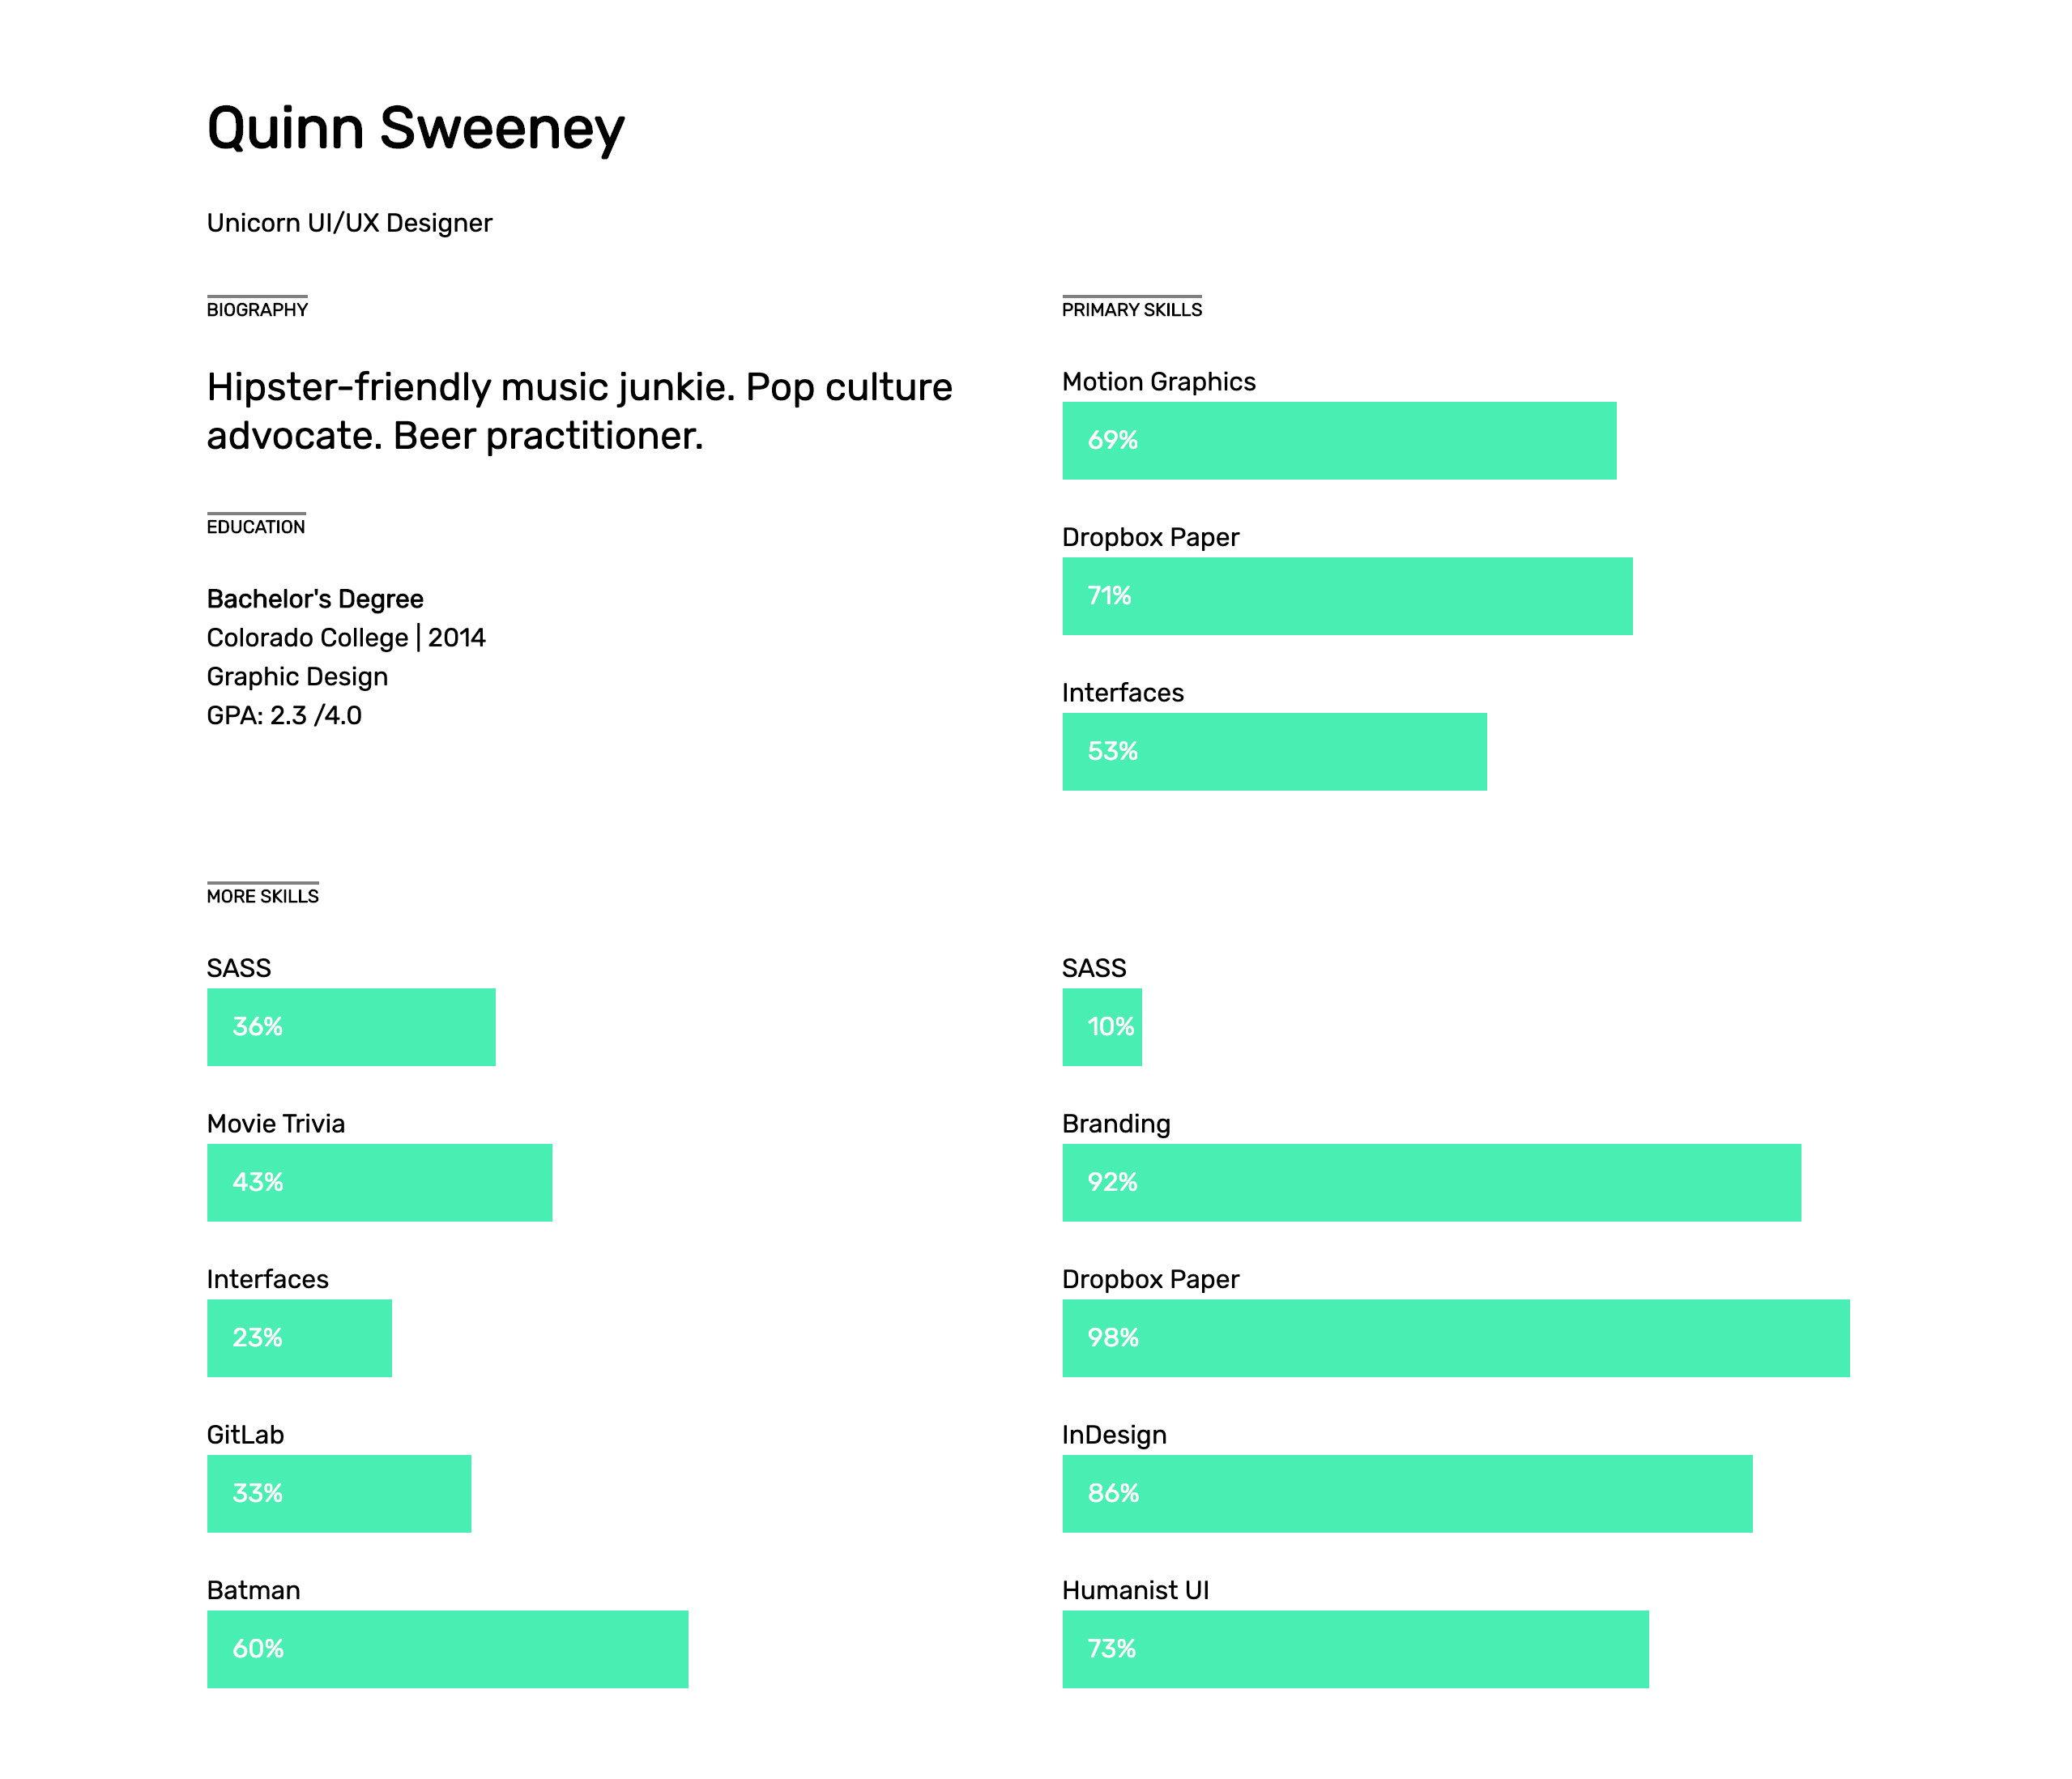 Quinn Sweeney
Unicorn UI/UX Designer
BIOGRAPHY
Hipster-friendly music junkie. Pop culture
advocate. Beer practitioner.
EDUCATION
Bachelor's Degree
Colorado College | 2014
Graphic Design
GPA: 2.3 /4.0
PRIMARY SKILLS
Motion Graphics
69%
Dropbox Paper
71%
Interfaces
53%
MORE SKILLS
SASS
36%
Movie Trivia
43%
Interfaces
23%
GitLab
33%
Batman
60%
SASS
10%
Branding
92%
Dropbox Paper
98%
InDesign
86%
Humanist UI
73%